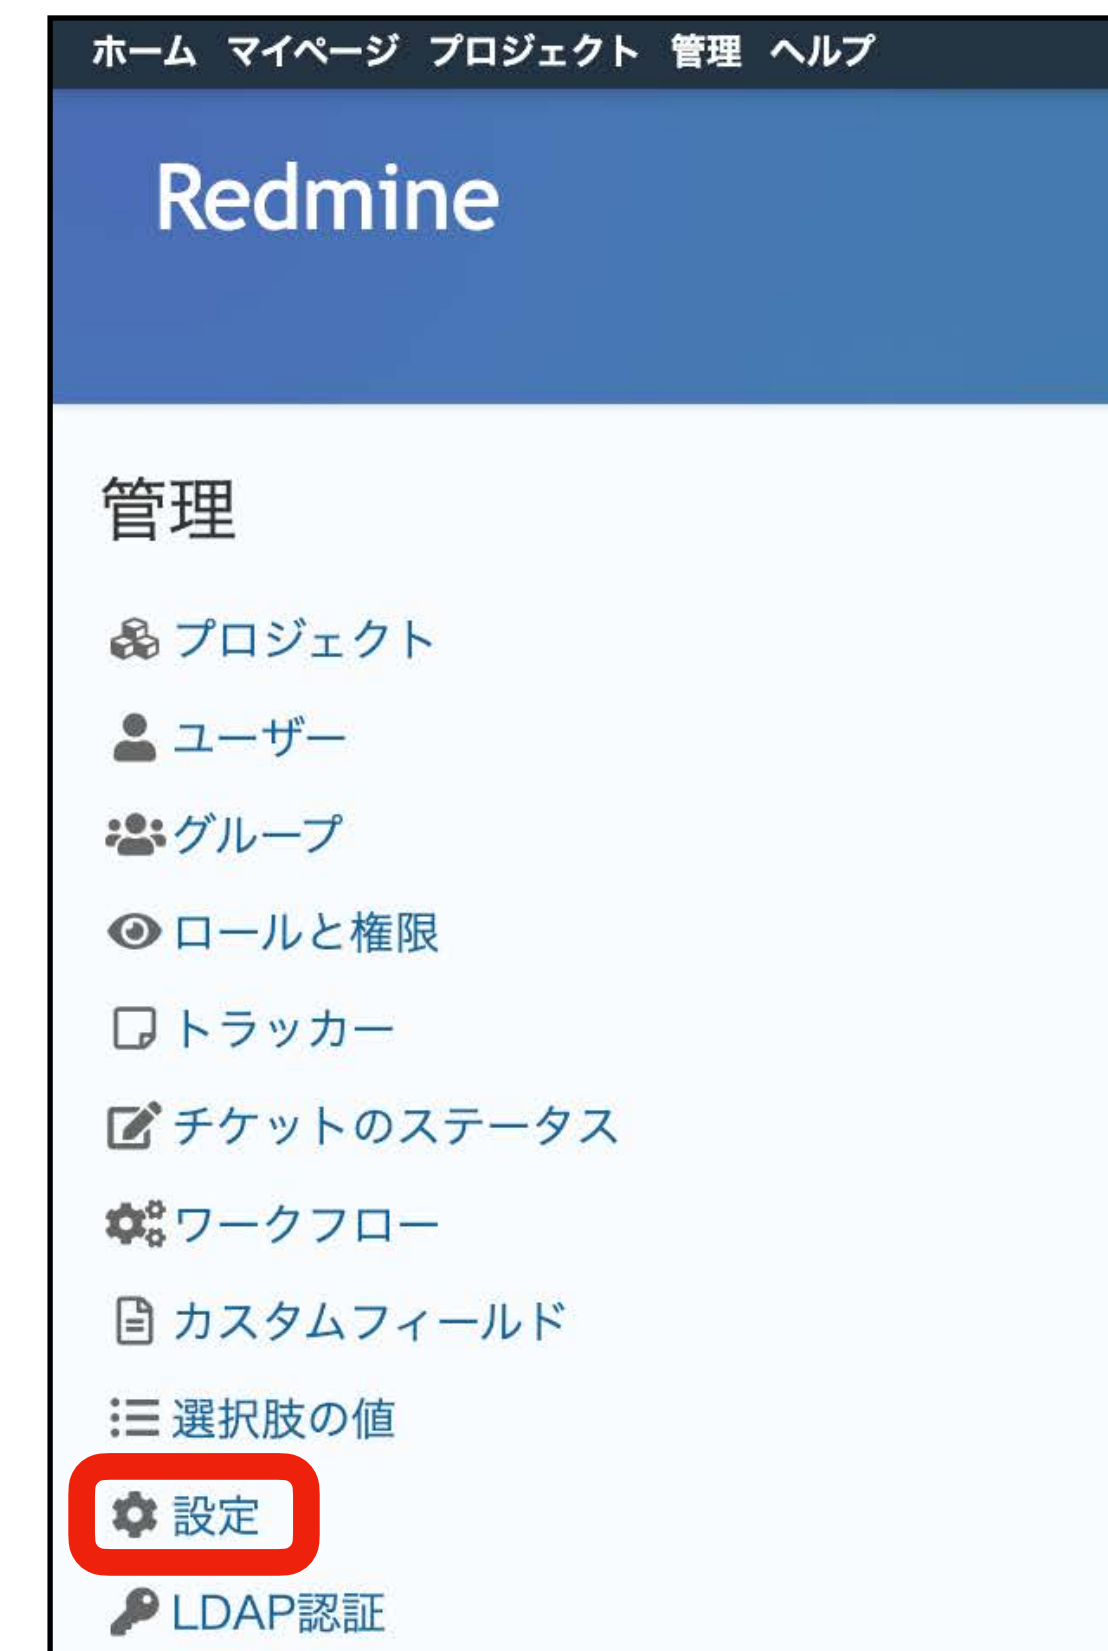 ホーム マイページ プロジェクト 管理 ヘルプ
Redmine
管理
プロジェクト
ユーザー
グループ
ロールと権限
トラッカー
チケットのステータス
ワークフロー
カスタムフィールド
選択肢の値
設定
LDAP認証